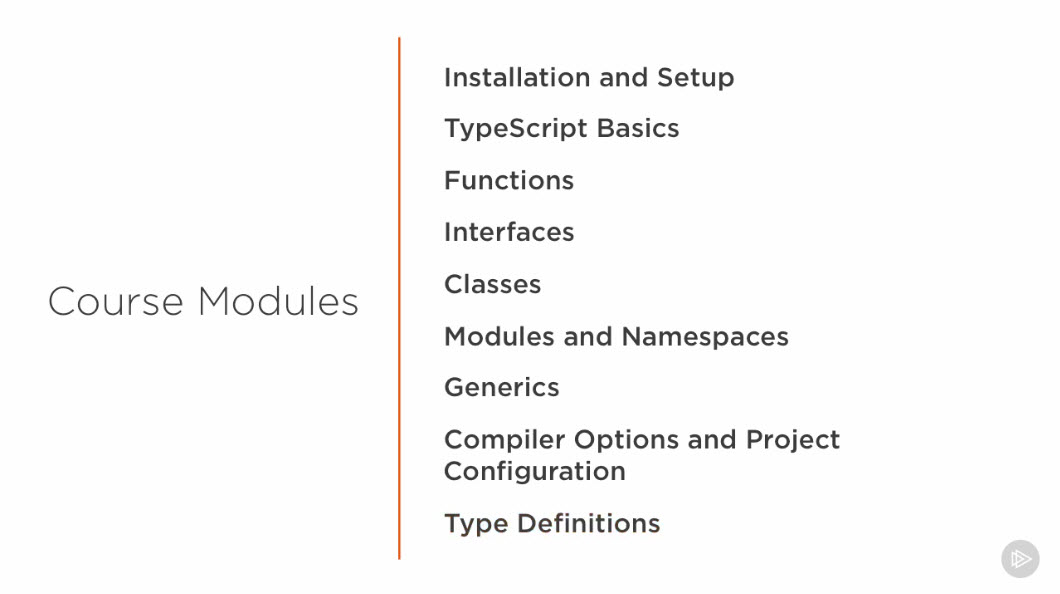 Course Modules
Installation and Setup
TypeScript Basics
Functions
Interfaces
Classes
Modules and Namespaces
Generics
Compiler Options and Project
Configuration
Type Definitions